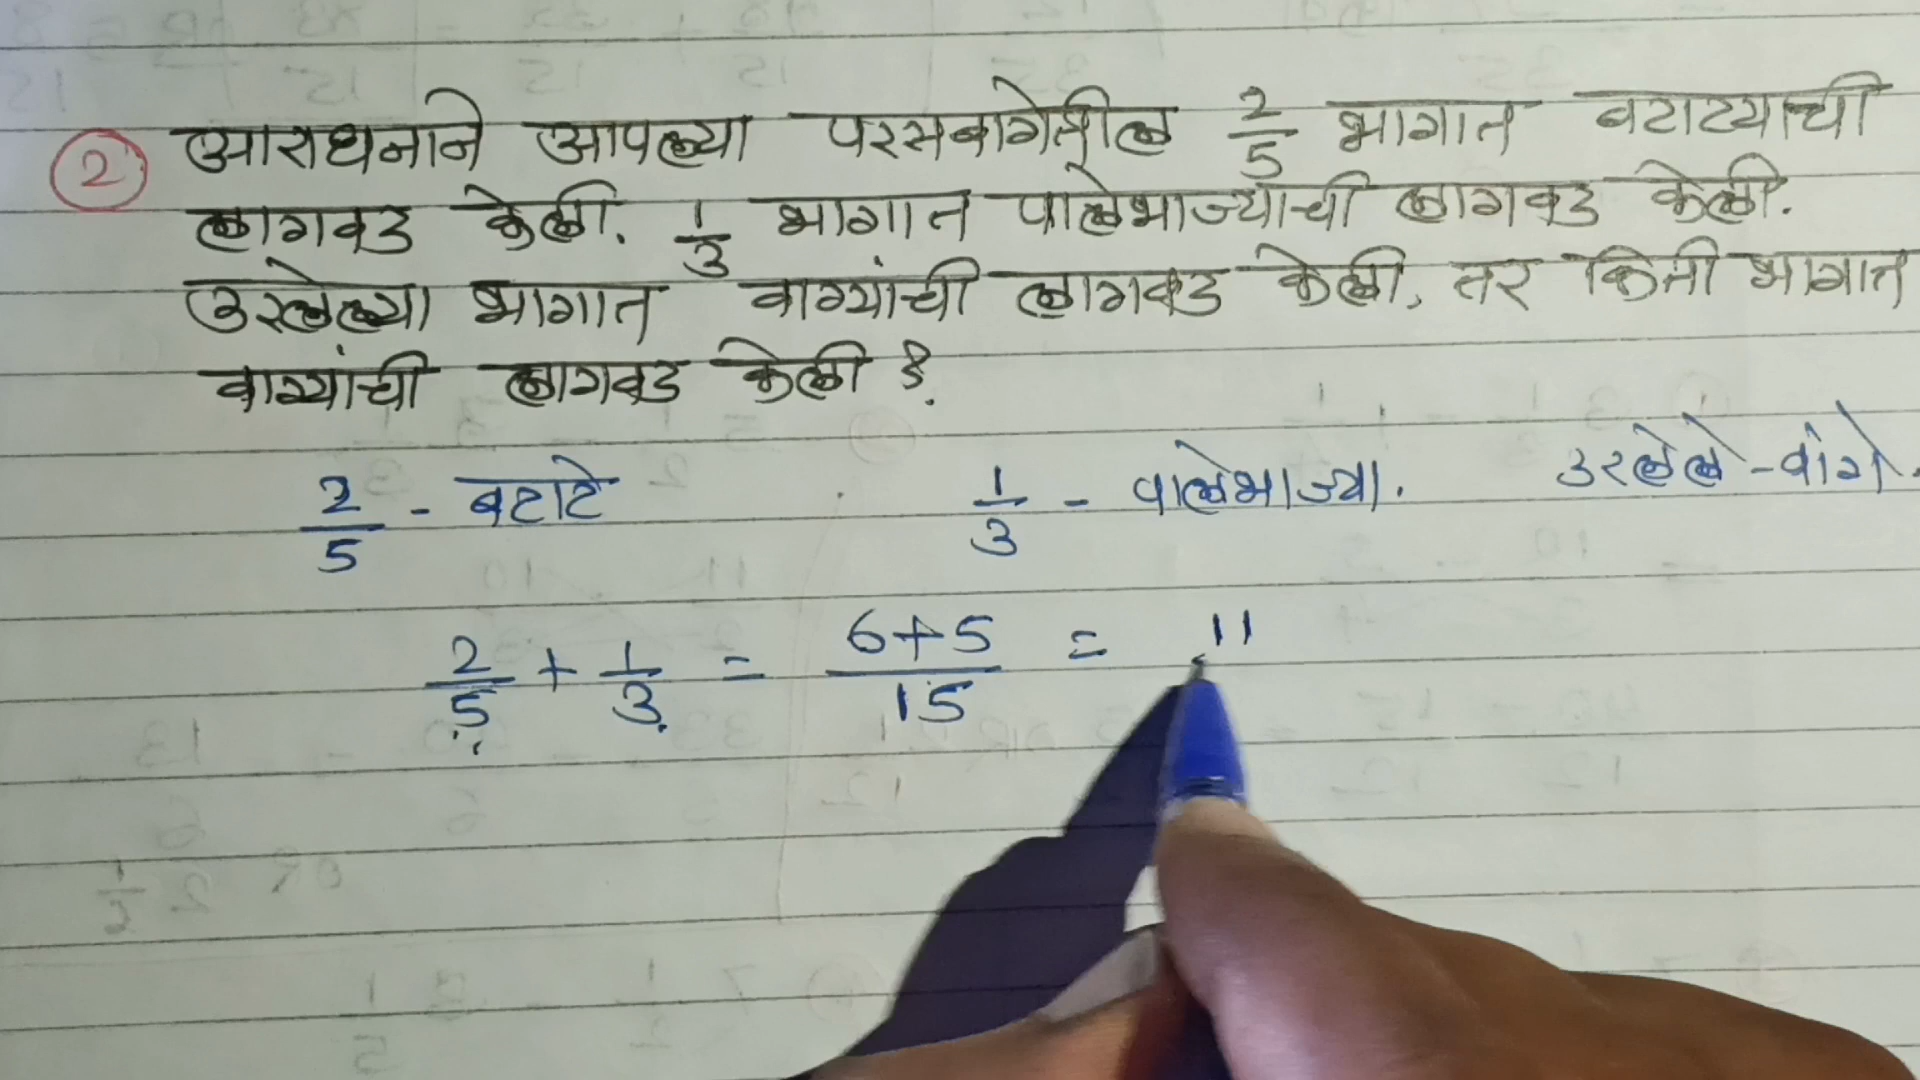 2 आराधनाने आपल्या परसबागेतील 2/5 भागात बटाट्याची
लागवड केली. 1/3 भागात पालेभाज्याची लागवड केली.
उरलेल्या भागात वाग्यांची लागवड केली, तर किती भागात
वाग्यांची लागवड केली ?
2/5 - बटाटे 1/3 - पालेभाज्या. उरलेले - वांगे.
2/5 + 1/3 = 6+5/15 = 11